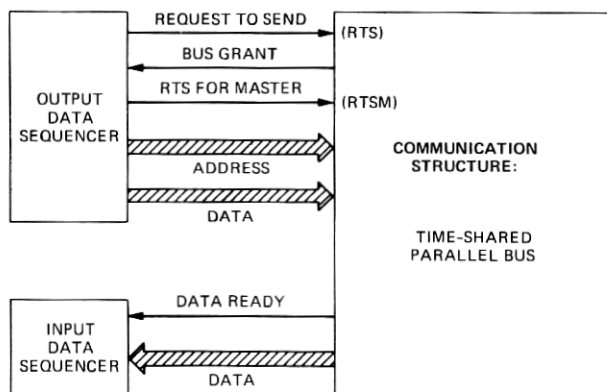 REQUEST TO SEND
(RTS)
BUS GRANT
RTS FOR MASTER
(RTSM)
OUTPUT
DATA
SEQUENCER
ADDRESS
DATA
COMMUNICATION
STRUCTURE:
TIME-SHARED
PARALLEL BUS
DATA READY
INPUT
DATA
SEQUENCER
DATA